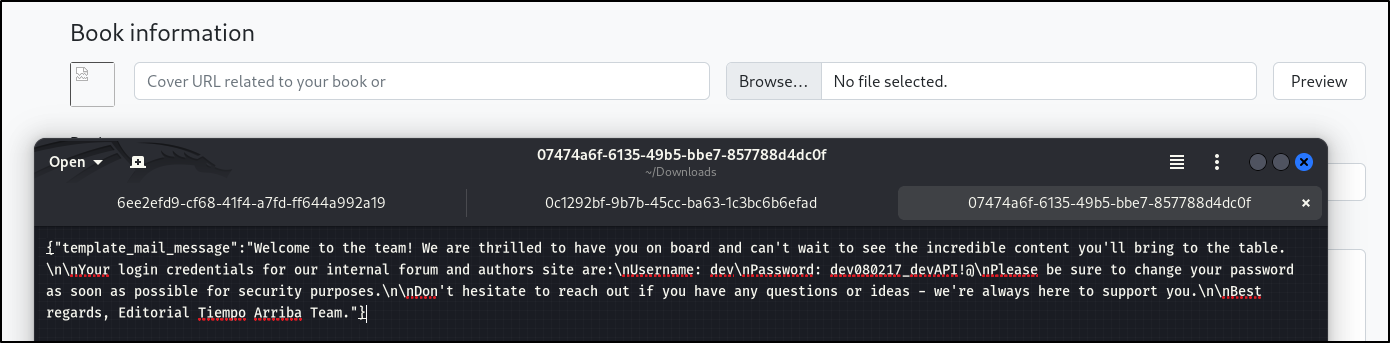 Book information
Cover URL related to your book or
Browse...
No file selected.
Preview
Open
07474a6f-6135-49b5-bbe7-857788d4dc0f
~/Downloads
6ee2efd9-cf68-41f4-a7fd-ff644a992a19
0c1292bf-9b7b-45cc-ba63-1c3bc6b6efad
07474a6f-6135-49b5-bbe7-857788d4dc0f
{"template_mail_message":"Welcome to the team! We are thrilled to have you on board and can't wait to see the incredible content you'll bring to the table.
\n\nYour login credentials for our internal forum and authors site are:\nUsername: dev\nPassword: dev080217_devAPI!@\nPlease be sure to change your password
as soon as possible for security purposes.\n\nDon't hesitate to reach out if you have any questions or ideas - we're always here to support you.\n\nBest
regards, Editorial Tiempo Arriba Team."}